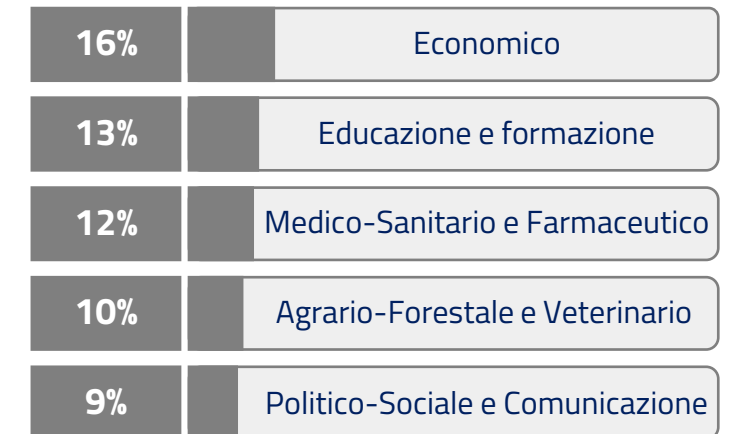 16% Economico
13% Educazione e formazione
12% Medico-Sanitario e Farmaceutico
10% Agrario-Forestale e Veterinario
9% Politico-Sociale e Comunicazione